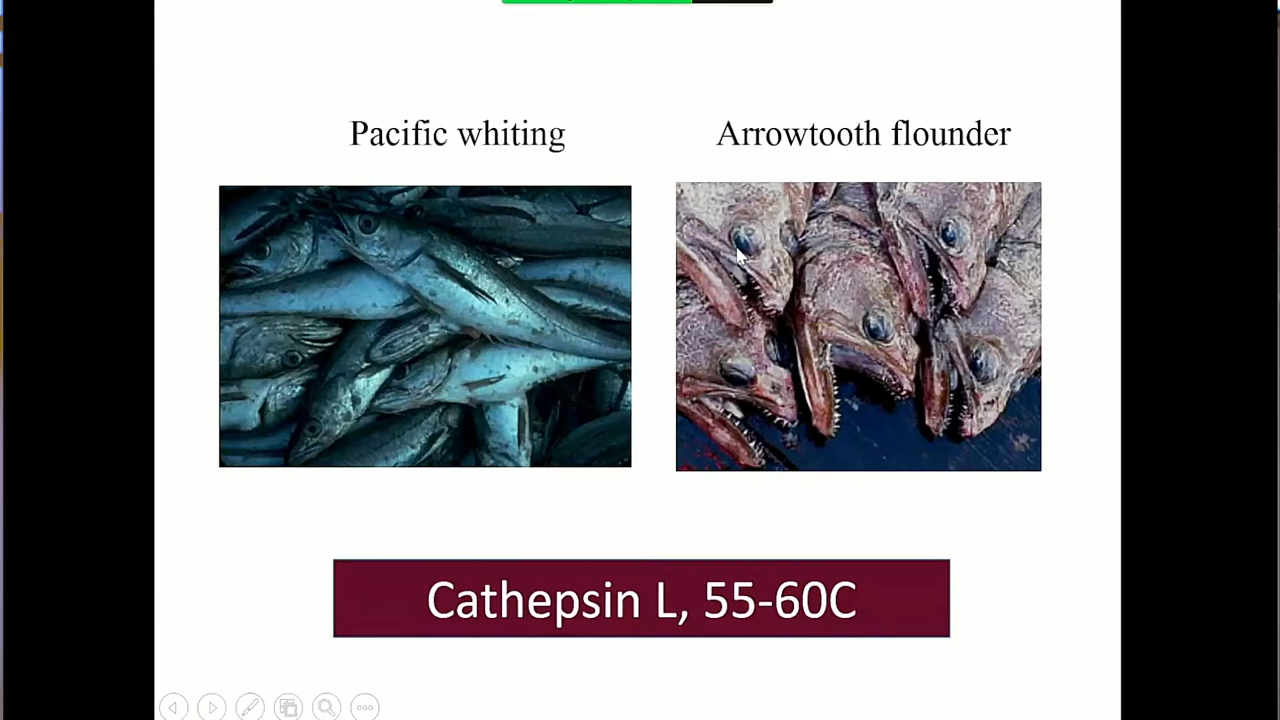 Pacific whiting
Arrowtooth flounder
Cathepsin L, 55-60C